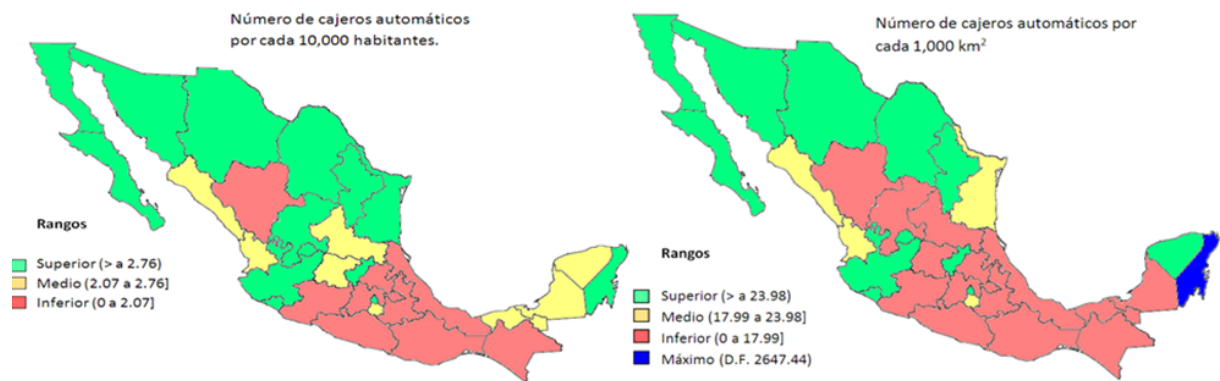 Número de cajeros automáticos
por cada 10,000 habitantes.
Rangos
Superior (> a 2.76)
Medio (2.07 a 2.76]
Inferior (0 a 2.07]
Número de cajeros automáticos por
cada 1,000 km²
Rangos
Superior (> a 23.98)
Medio (17.99 a 23.98]
Inferior (0 a 17.99]
Máximo (D.F. 2647.44)